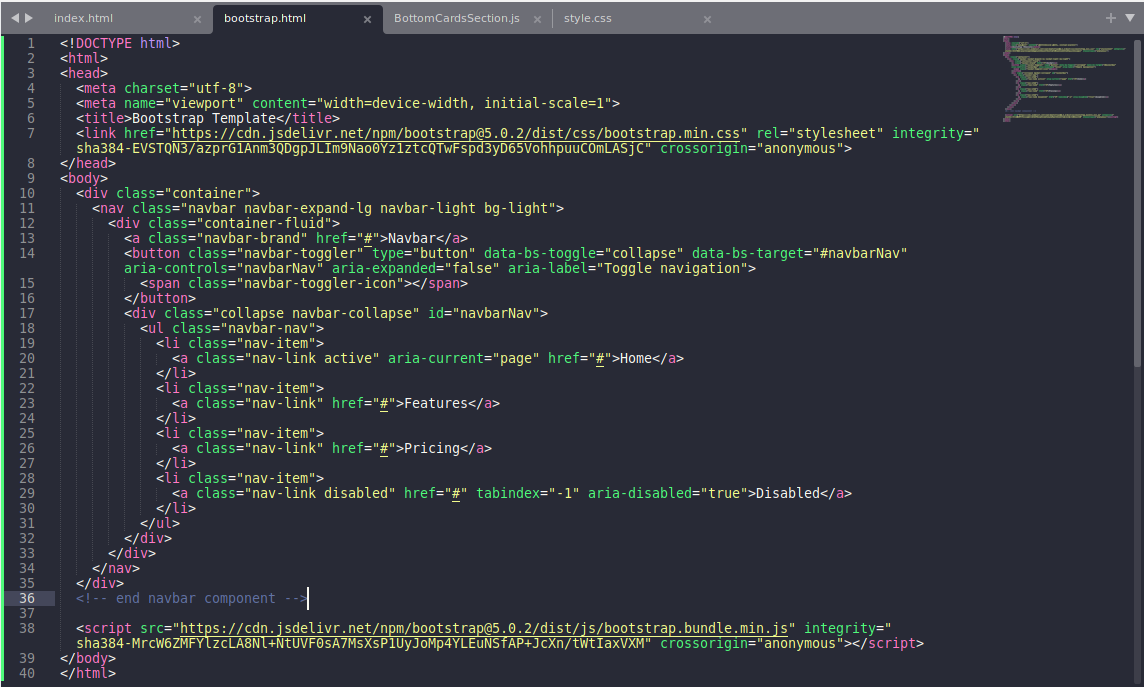 index.html × bootstrap.html × BottomCardsSection.js × style.css ×
1 <!DOCTYPE html>
2 <html>
3 <head>
4 <meta charset="utf-8">
5 <meta name="viewport" content="width=device-width, initial-scale=1">
6 <title>Bootstrap Template</title>
7 <link href="https://cdn.jsdelivr.net/npm/bootstrap@5.0.2/dist/css/bootstrap.min.css" rel="stylesheet" integrity="
sha384-EVSTQN3/azprG1Anm3QDgpJLIm9Nao0Yz1ztcQTwFspd3yD65VohhpuuCOmLASjC" crossorigin="anonymous">
8 </head>
9 <body>
10 <div class="container">
11 <nav class="navbar navbar-expand-lg navbar-light bg-light">
12 <div class="container-fluid">
13 <a class="navbar-brand" href="#">Navbar</a>
14 <button class="navbar-toggler" type="button" data-bs-toggle="collapse" data-bs-target="#navbarNav"
aria-controls="navbarNav" aria-expanded="false" aria-label="Toggle navigation">
15 <span class="navbar-toggler-icon"></span>
16 </button>
17 <div class="collapse navbar-collapse" id="navbarNav">
18 <ul class="navbar-nav">
19 <li class="nav-item">
20 <a class="nav-link active" aria-current="page" href="#">Home</a>
21 </li>
22 <li class="nav-item">
23 <a class="nav-link" href="#">Features</a>
24 </li>
25 <li class="nav-item">
26 <a class="nav-link" href="#">Pricing</a>
27 </li>
28 <li class="nav-item">
29 <a class="nav-link disabled" href="#" tabindex="-1" aria-disabled="true">Disabled</a>
30 </li>
31 </ul>
32 </div>
33 </div>
34 </nav>
35 </div>
36 <!-- end navbar component -->
37
38 <script src="https://cdn.jsdelivr.net/npm/bootstrap@5.0.2/dist/js/bootstrap.bundle.min.js" integrity="
sha384-MrcW6ZMFYlzcLA8Nl+NtUVF0sA7MsXsP1UyJoMp4YLEuNSfAP+JcXn/tWtIaxVXM" crossorigin="anonymous"></script>
39 </body>
40 </html>